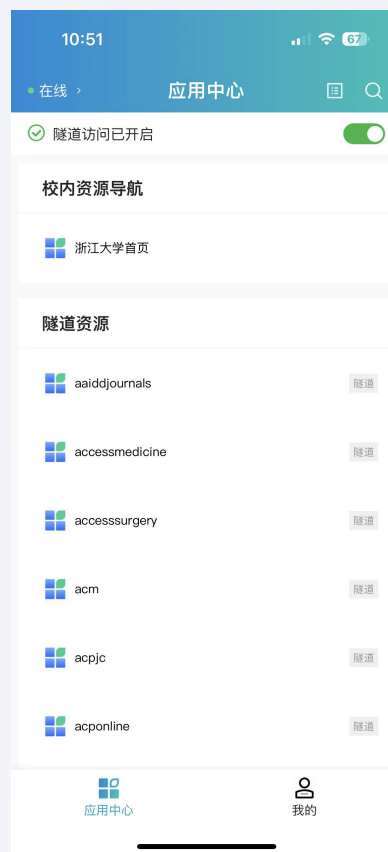 10:51
67
在线
应用中心
隧道访问已开启
校内资源导航
浙江大学首页
隧道资源
aaiddjournals 隧道
accessmedicine 隧道
accesssurgery 隧道
acm 隧道
acpjc 隧道
acponline 隧道
应用中心 我的